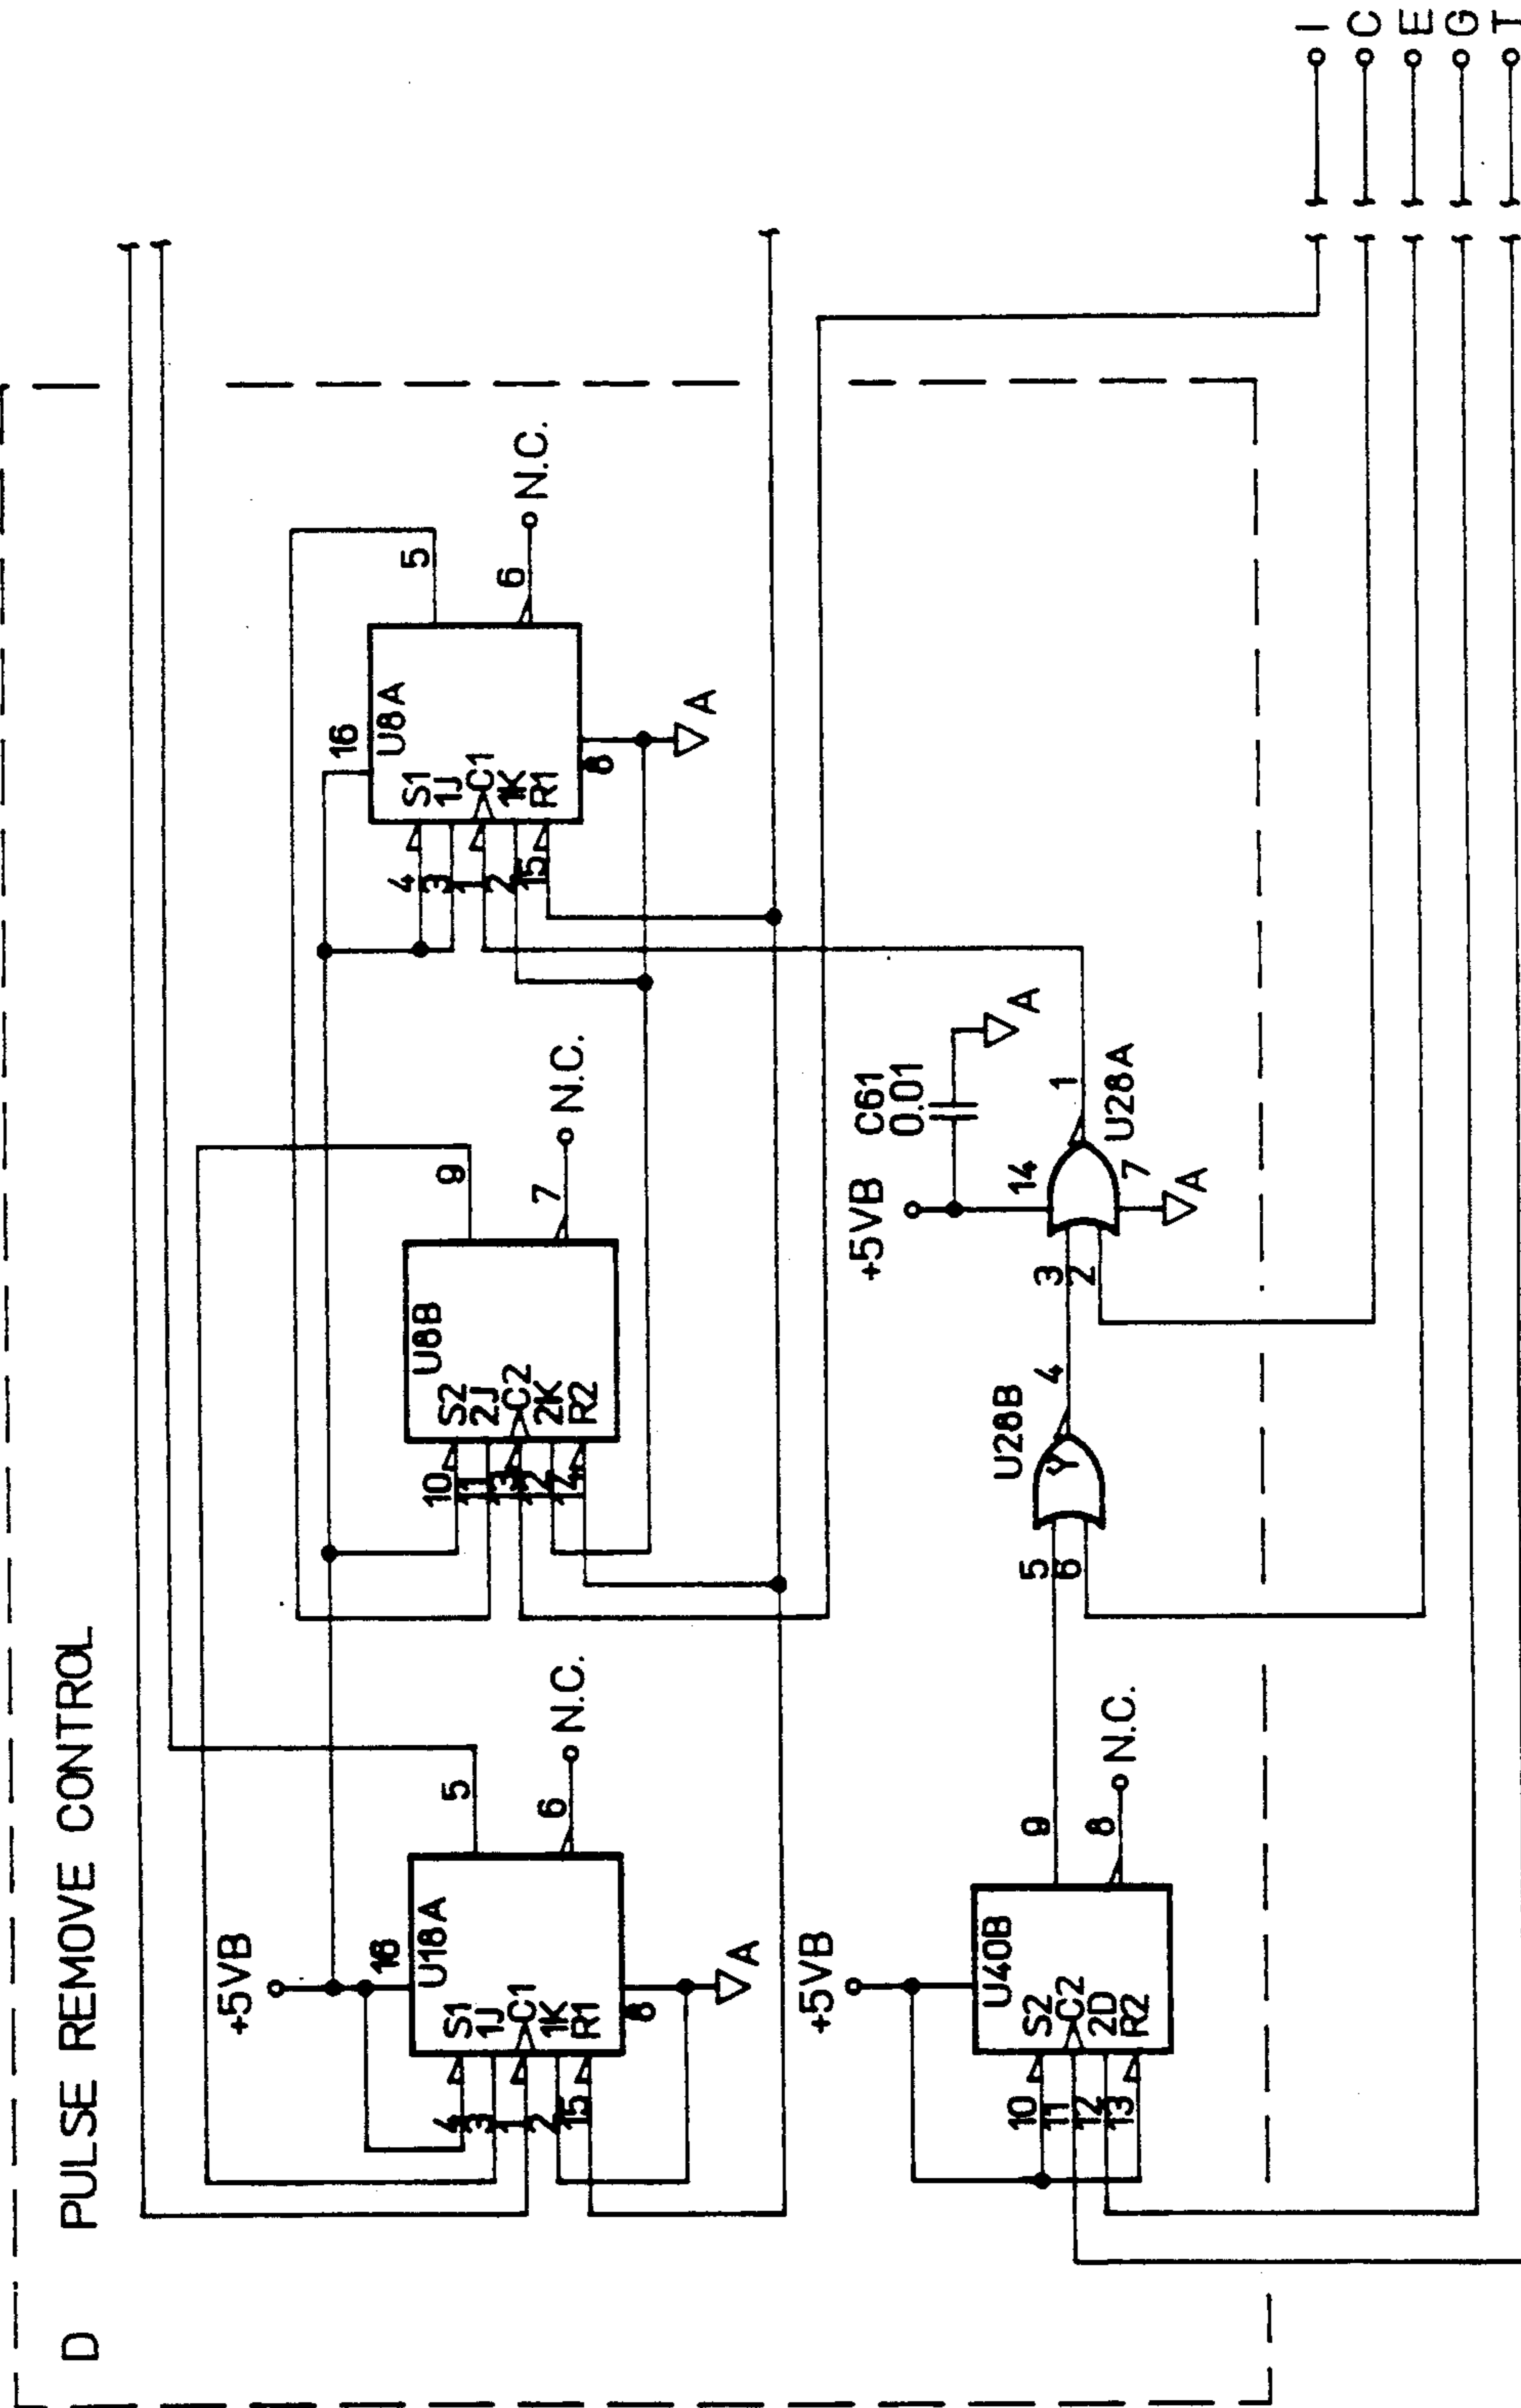 D PULSE REMOVE CONTROL
+5VB
16
U18A
S1
1J
C1
1K
R1
4
3
1
2
15
5
6
N.C.
8
A
U8B
S2
2J
C2
2K
R2
10
11
13
12
14
9
7
N.C.
16
U8A
S1
1J
C1
1K
R1
4
3
1
2
15
5
6
N.C.
8
A
+5VB
U40B
S2
C2
2D
R2
10
11
12
13
9
8
N.C.
U28B
5
6
Y
4
+5VB
C61
0.01
A
14
3
2
1
7
U28A
A
I
C
E
G